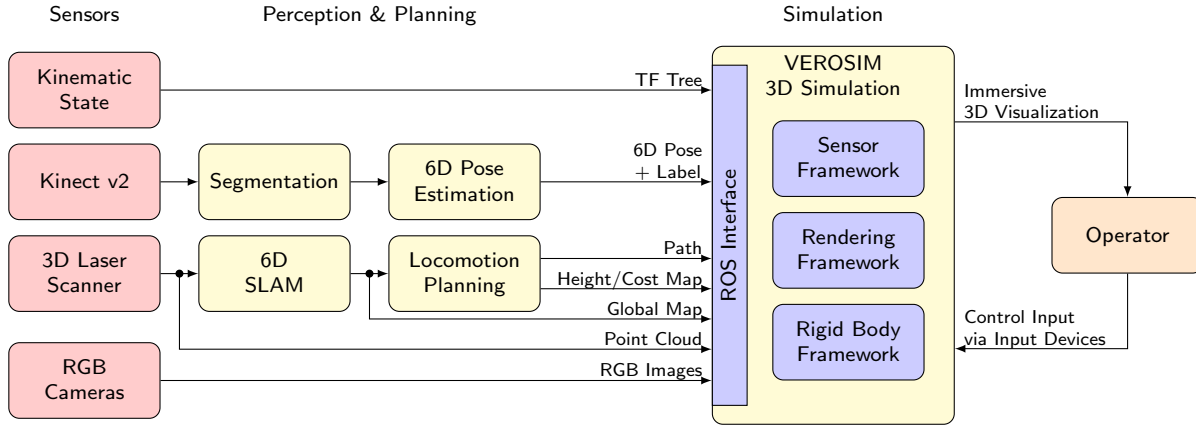 Sensors
Perception & Planning
Simulation
Kinematic
State
TF Tree
VEROSIM
3D Simulation
Immersive
3D Visualization
Kinect v2
Segmentation
6D Pose
Estimation
6D Pose
+ Label
Sensor
Framework
ROS Interface
3D Laser
Scanner
6D
SLAM
Locomotion
Planning
Path
Height/Cost Map
Global Map
Point Cloud
Rendering
Framework
Operator
RGB
Cameras
RGB Images
Rigid Body
Framework
Control Input
via Input Devices